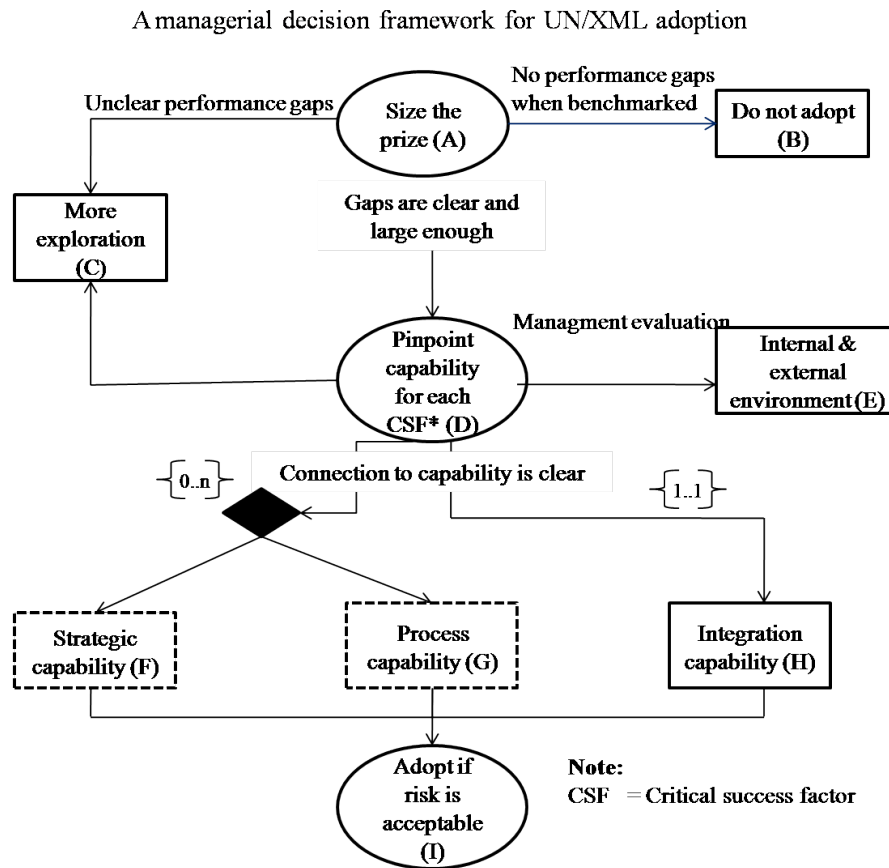 A managerial decision framework for UN/XML adoption
Unclear performance gaps
Size the
prize (A)
No performance gaps
when benchmarked
Do not adopt
(B)
More
exploration
(C)
Gaps are clear and
large enough
Pinpoint
capability
for each
CSF* (D)
Managment evaluation
Internal &
external
environment (E)
0..n
Connection to capability is clear
1..1
Strategic
capability (F)
Process
capability (G)
Integration
capability (H)
Adopt if
risk is
acceptable
(I)
Note:
CSF = Critical success factor